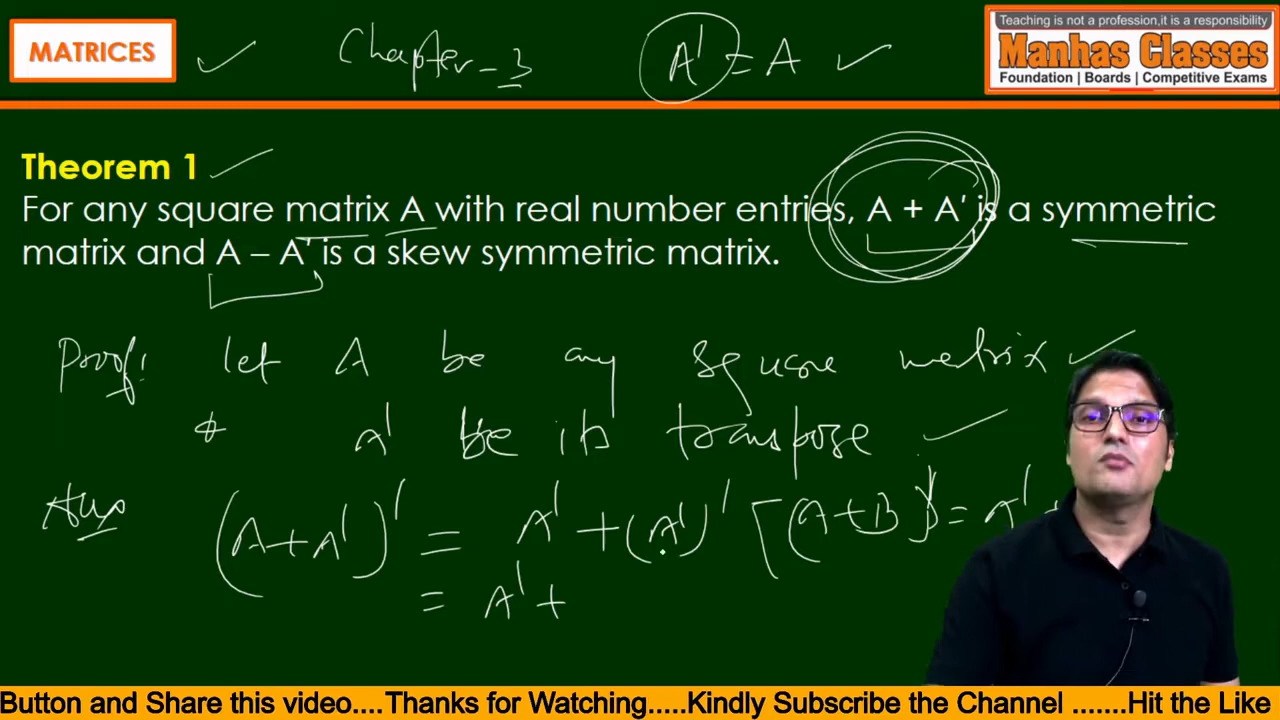 MATRICES
Chapter-3
A' = A
Teaching is not a profession,it is a responsibility
Manhas Classes
Foundation | Boards | Competitive Exams
Theorem 1
For any square matrix A with real number entries, A + A' is a symmetric
matrix and A – A' is a skew symmetric matrix.
Proof: let A be any square matrix
& A' be its transpose
(A+A')' = A' + (A')' [(A+B)' = A'
= A' +
Button and Share this video....Thanks for Watching.....Kindly Subscribe the Channel .......Hit the Like